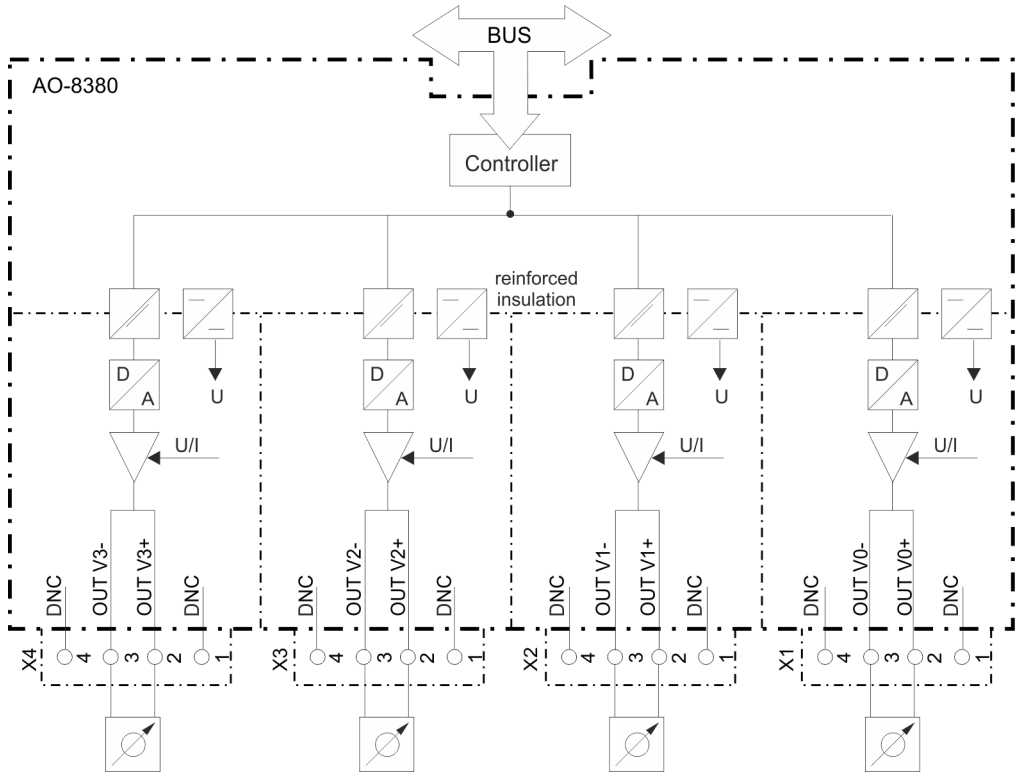 BUS
AO-8380
Controller
reinforced
insulation
D
A
U
D
A
U
D
A
U
D
A
U
U/I
U/I
U/I
U/I
DNC
OUT V3-
OUT V3+
DNC
DNC
OUT V2-
OUT V2+
DNC
DNC
OUT V1-
OUT V1+
DNC
DNC
OUT V0-
OUT V0+
DNC
X4
4
3
2
1
X3
4
3
2
1
X2
4
3
2
1
X1
4
3
2
1